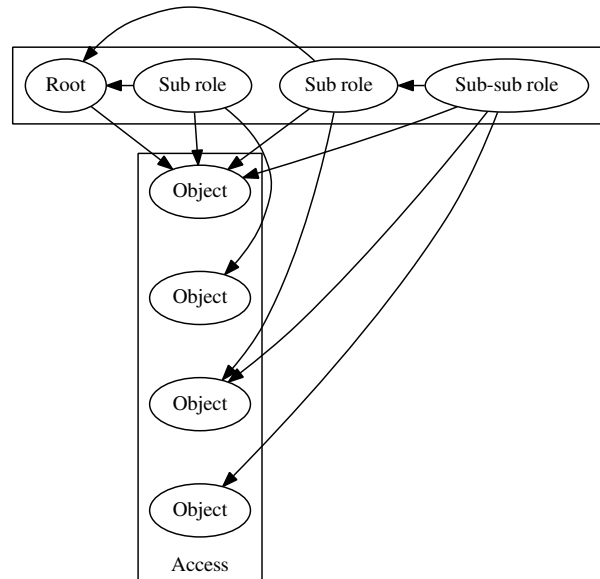 Root
Sub role
Sub role
Sub-sub role
Object
Object
Object
Object
Access